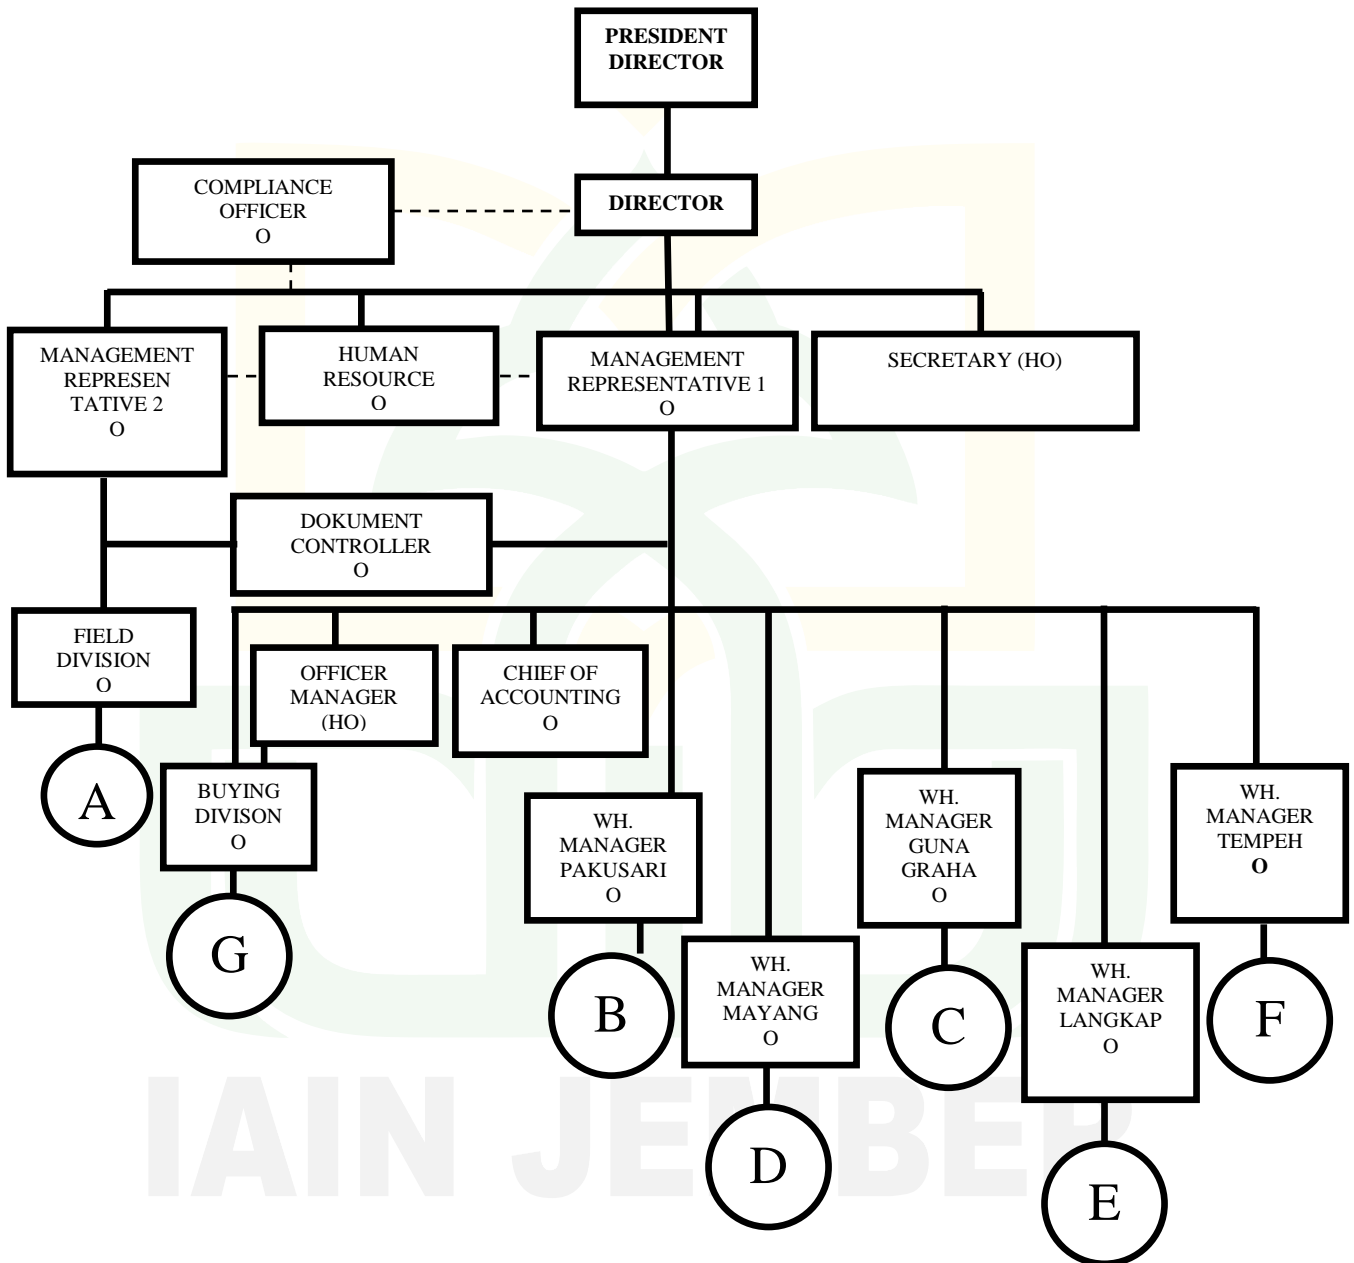 PRESIDENT
DIRECTOR
COMPLIANCE
OFFICER
O
DIRECTOR
MANAGEMENT
REPRESEN
TATIVE 2
O
HUMAN
RESOURCE
O
MANAGEMENT
REPRESENTATIVE 1
O
SECRETARY (HO)
DOKUMENT
CONTROLLER
O
FIELD
DIVISION
O
OFFICER
MANAGER
(HO)
CHIEF OF
ACCOUNTING
O
A
BUYING
DIVISON
O
WH.
MANAGER
PAKUSARI
O
WH.
MANAGER
GUNA
GRAHA
O
WH.
MANAGER
TEMPEH
O
G
WH.
MANAGER
MAYANG
O
WH.
MANAGER
LANGKAP
O
B
C
F
D
E
IAIN JEMBER